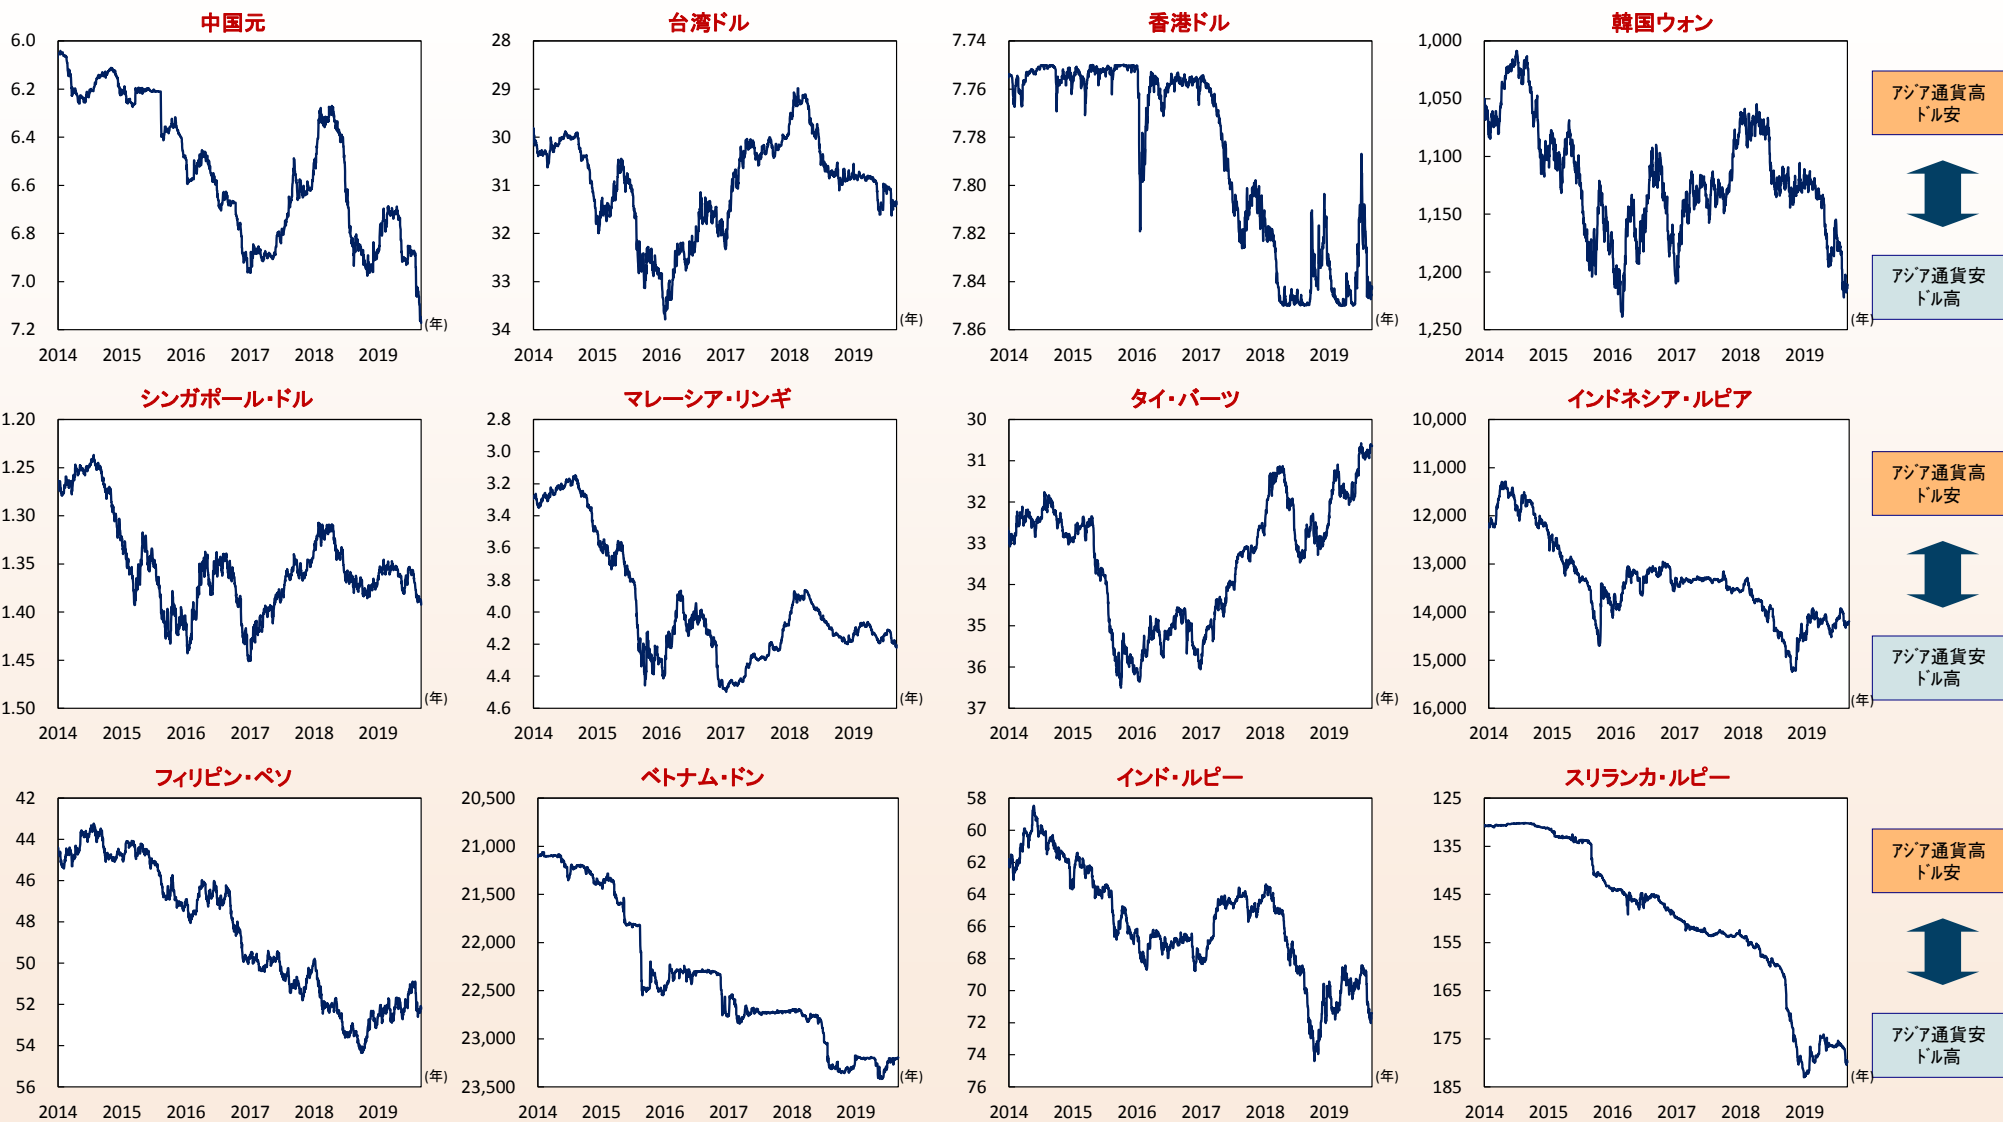 中国元
台湾ドル
香港ドル
韓国ウォン
6.0
6.2
6.4
6.6
6.8
7.0
7.2
(年)
2014 2015 2016 2017 2018 2019
28
29
30
31
32
33
34
(年)
2014 2015 2016 2017 2018 2019
7.74
7.76
7.78
7.80
7.82
7.84
7.86
(年)
2014 2015 2016 2017 2018 2019
1,000
1,050
1,100
1,150
1,200
1,250
(年)
2014 2015 2016 2017 2018 2019
アジア通貨高
ドル安
アジア通貨安
ドル高
シンガポール・ドル
マレーシア・リンギ
タイ・バーツ
インドネシア・ルピア
1.20
1.25
1.30
1.35
1.40
1.45
1.50
(年)
2014 2015 2016 2017 2018 2019
2.8
3.0
3.2
3.4
3.6
3.8
4.0
4.2
4.4
4.6
(年)
2014 2015 2016 2017 2018 2019
30
31
32
33
34
35
36
37
(年)
2014 2015 2016 2017 2018 2019
10,000
11,000
12,000
13,000
14,000
15,000
16,000
(年)
2014 2015 2016 2017 2018 2019
アジア通貨高
ドル安
アジア通貨安
ドル高
フィリピン・ペソ
ベトナム・ドン
インド・ルピー
スリランカ・ルピー
42
44
46
48
50
52
54
56
(年)
2014 2015 2016 2017 2018 2019
20,500
21,000
21,500
22,000
22,500
23,000
23,500
(年)
2014 2015 2016 2017 2018 2019
58
60
62
64
66
68
70
72
74
76
(年)
2014 2015 2016 2017 2018 2019
125
135
145
155
165
175
185
(年)
2014 2015 2016 2017 2018 2019
アジア通貨高
ドル安
アジア通貨安
ドル高